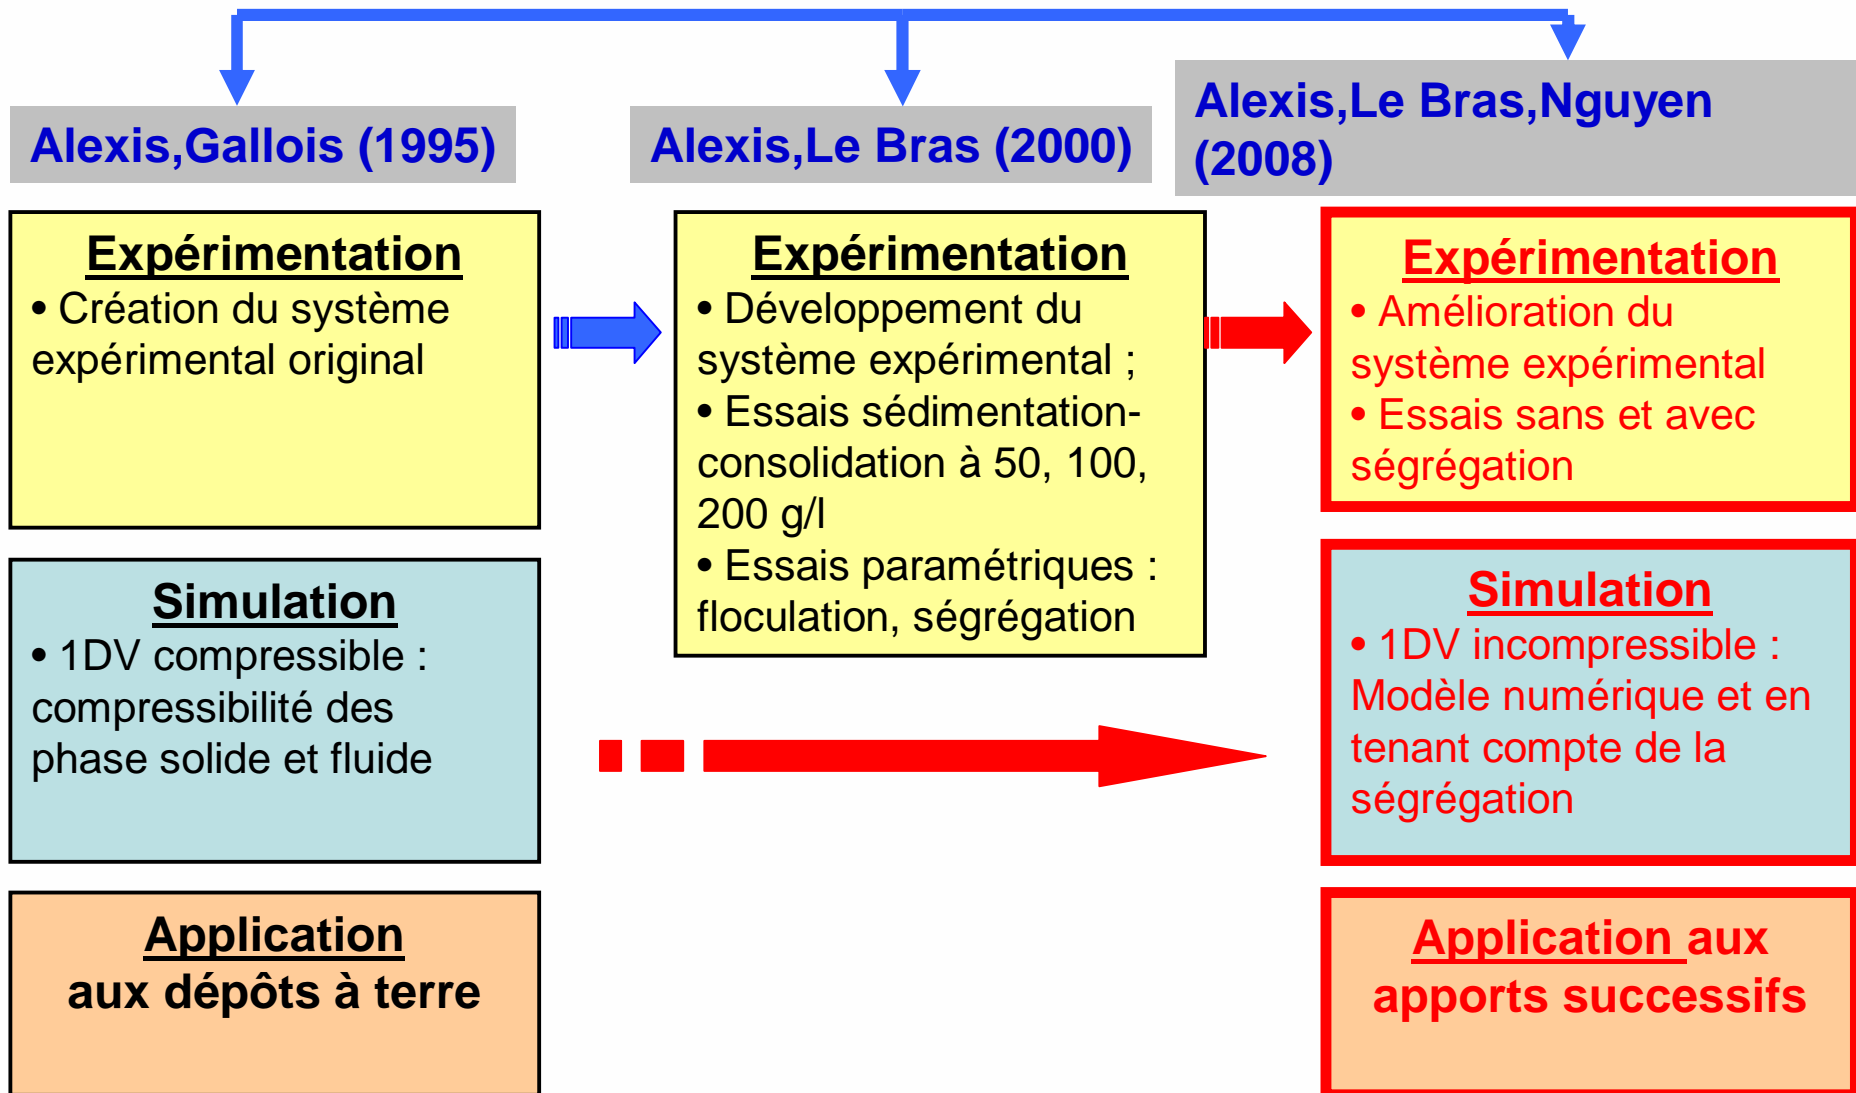 Alexis,Gallois (1995)
Alexis,Le Bras (2000)
Alexis,Le Bras,Nguyen
(2008)
Expérimentation
• Création du système
expérimental original
Expérimentation
• Développement du
système expérimental ;
• Essais sédimentation-
consolidation à 50, 100,
200 g/l
• Essais paramétriques :
floculation, ségrégation
Expérimentation
• Amélioration du
système expérimental
• Essais sans et avec
ségrégation
Simulation
• 1DV compressible :
compressibilité des
phase solide et fluide
Simulation
• 1DV incompressible :
Modèle numérique et en
tenant compte de la
ségrégation
Application
aux dépôts à terre
Application aux
apports successifs